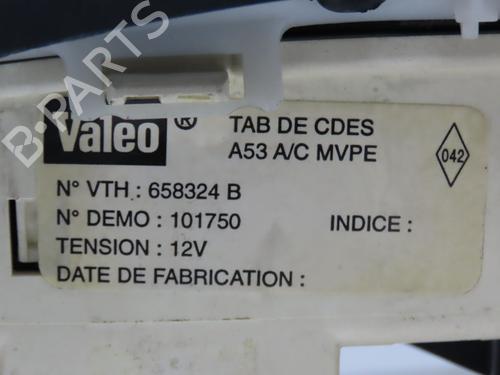 B-PARTS
Valeo ® TAB DE CDES
A53 A/C MVPE
042
N° VTH : 658324 B
N° DEMO : 101750 INDICE :
TENSION : 12V
DATE DE FABRICATION :